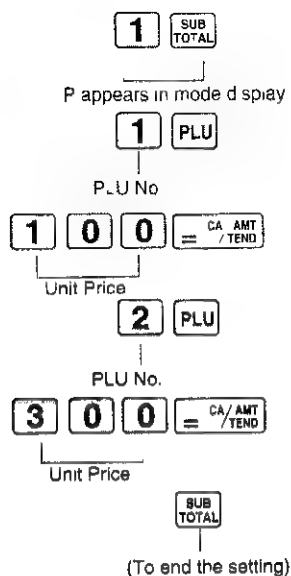 1 SUB TOTAL
P appears in mode d splay
1 PLU
PLU No
1 0 0 = CA AMT / TEND
Unit Price
2 PLU
PLU No.
3 0 0 = CA/AMT TEND
Unit Price
SUB TOTAL
(To end the setting)